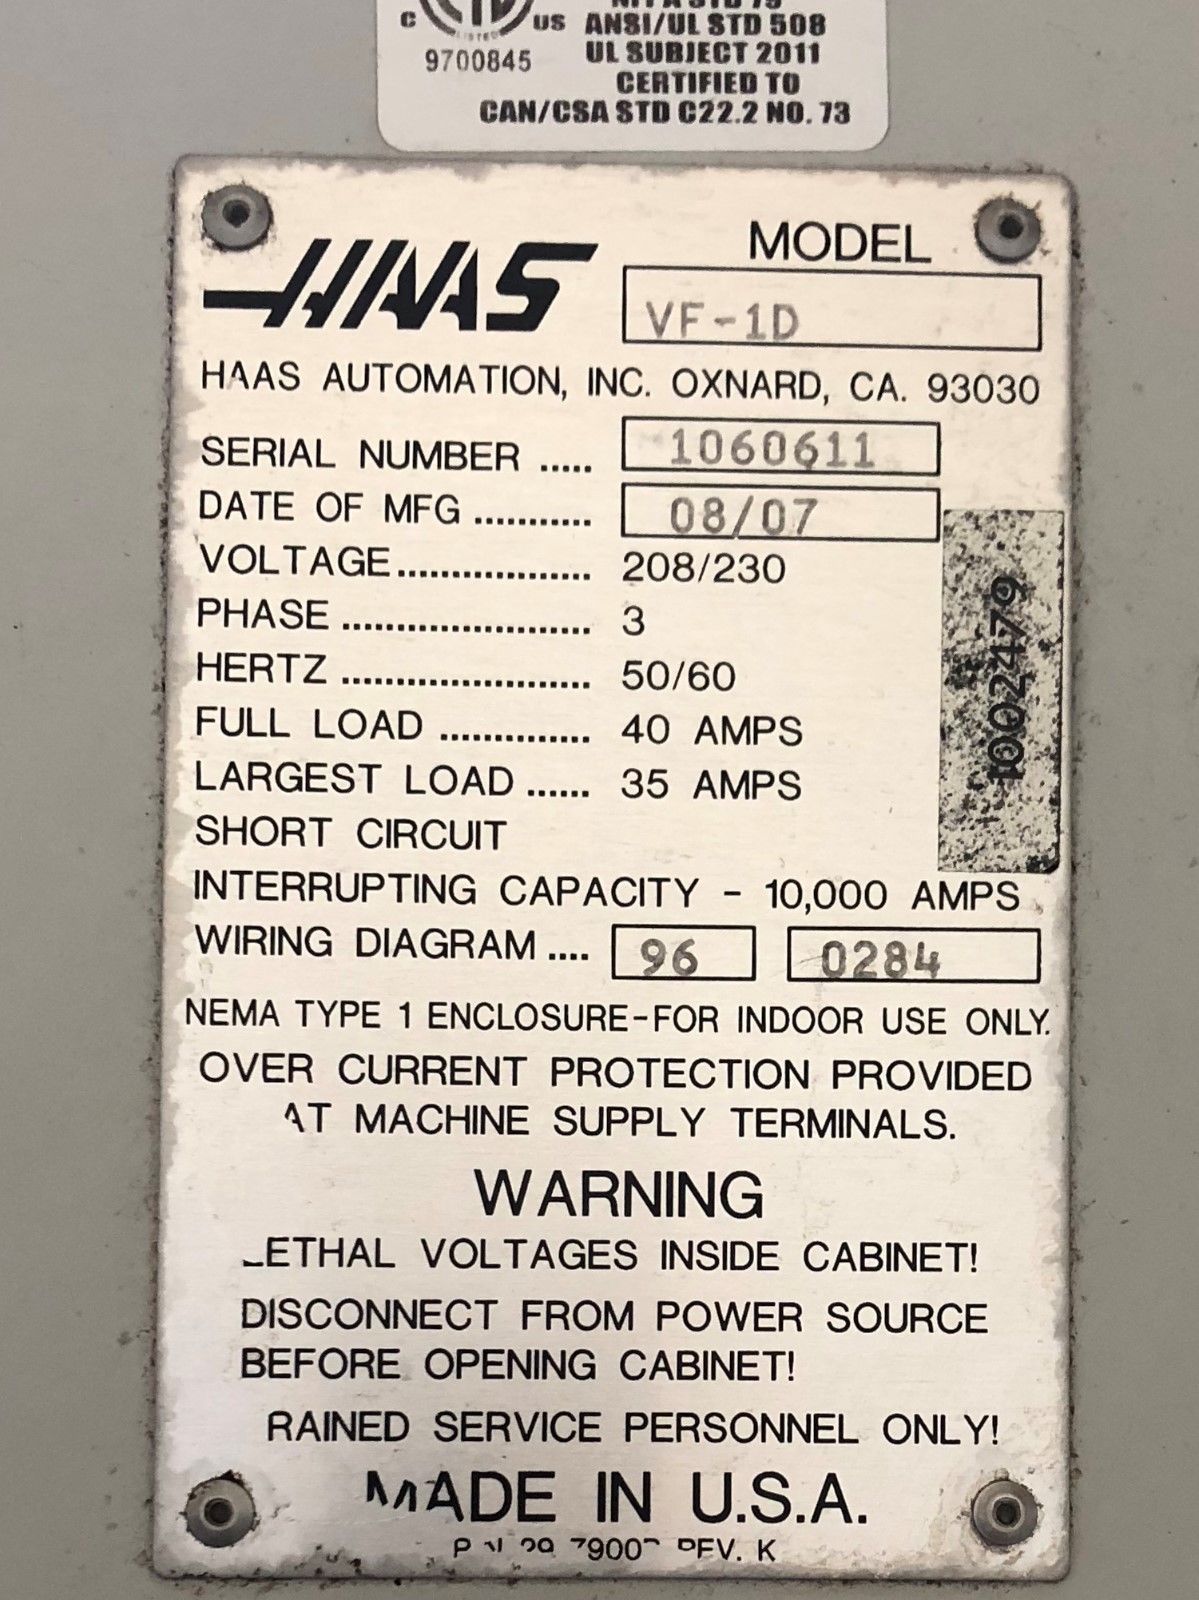 C US
LISTED
9700845
ANSI/UL STD 508
UL SUBJECT 2011
CERTIFIED TO
CAN/CSA STD C22.2 NO. 73
HAAS
MODEL
VF-1D
HAAS AUTOMATION, INC. OXNARD, CA. 93030
SERIAL NUMBER ..... 1060611
DATE OF MFG ........... 08/07
VOLTAGE.................. 208/230
PHASE ....................... 3
HERTZ ....................... 50/60
FULL LOAD .............. 40 AMPS
LARGEST LOAD ...... 35 AMPS
SHORT CIRCUIT
INTERRUPTING CAPACITY - 10,000 AMPS
WIRING DIAGRAM .... 96 0284
1002479
NEMA TYPE 1 ENCLOSURE-FOR INDOOR USE ONLY.
OVER CURRENT PROTECTION PROVIDED
AT MACHINE SUPPLY TERMINALS.
WARNING
LETHAL VOLTAGES INSIDE CABINET!
DISCONNECT FROM POWER SOURCE
BEFORE OPENING CABINET!
RAINED SERVICE PERSONNEL ONLY!
MADE IN U.S.A.
REV. K